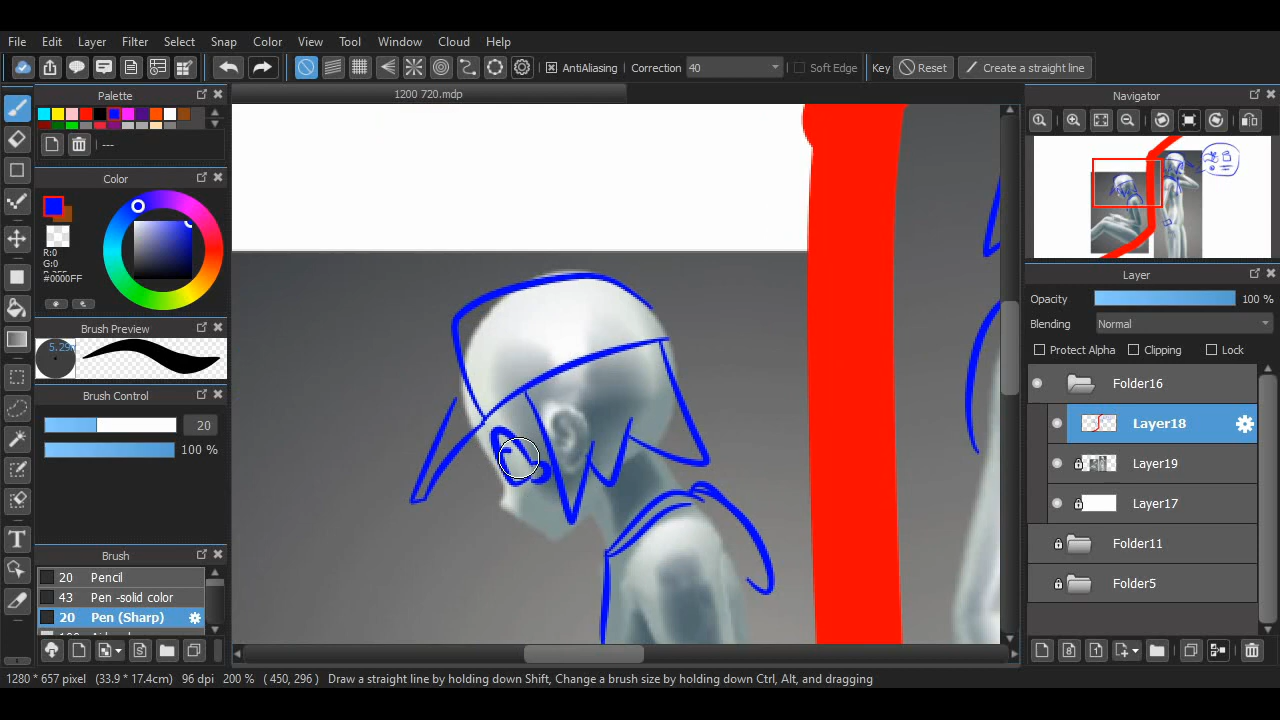 File Edit Layer Filter Select Snap Color View Tool Window Cloud Help
AntiAliasing Correction 40 Soft Edge Key Reset Create a straight line
Palette
1200 720.mdp
Navigator
---
Color
R:0
G:0
#0000FF
Brush Preview
Brush Control
20
100 %
Brush
20 Pencil
43 Pen -solid color
20 Pen (Sharp)
Layer
Opacity 100 %
Blending Normal
Protect Alpha Clipping Lock
Folder16
Layer18
Layer19
Layer17
Folder11
Folder5
1280 * 657 pixel (33.9 * 17.4cm) 96 dpi 200 % ( 450, 296 ) Draw a straight line by holding down Shift, Change a brush size by holding down Ctrl, Alt, and dragging